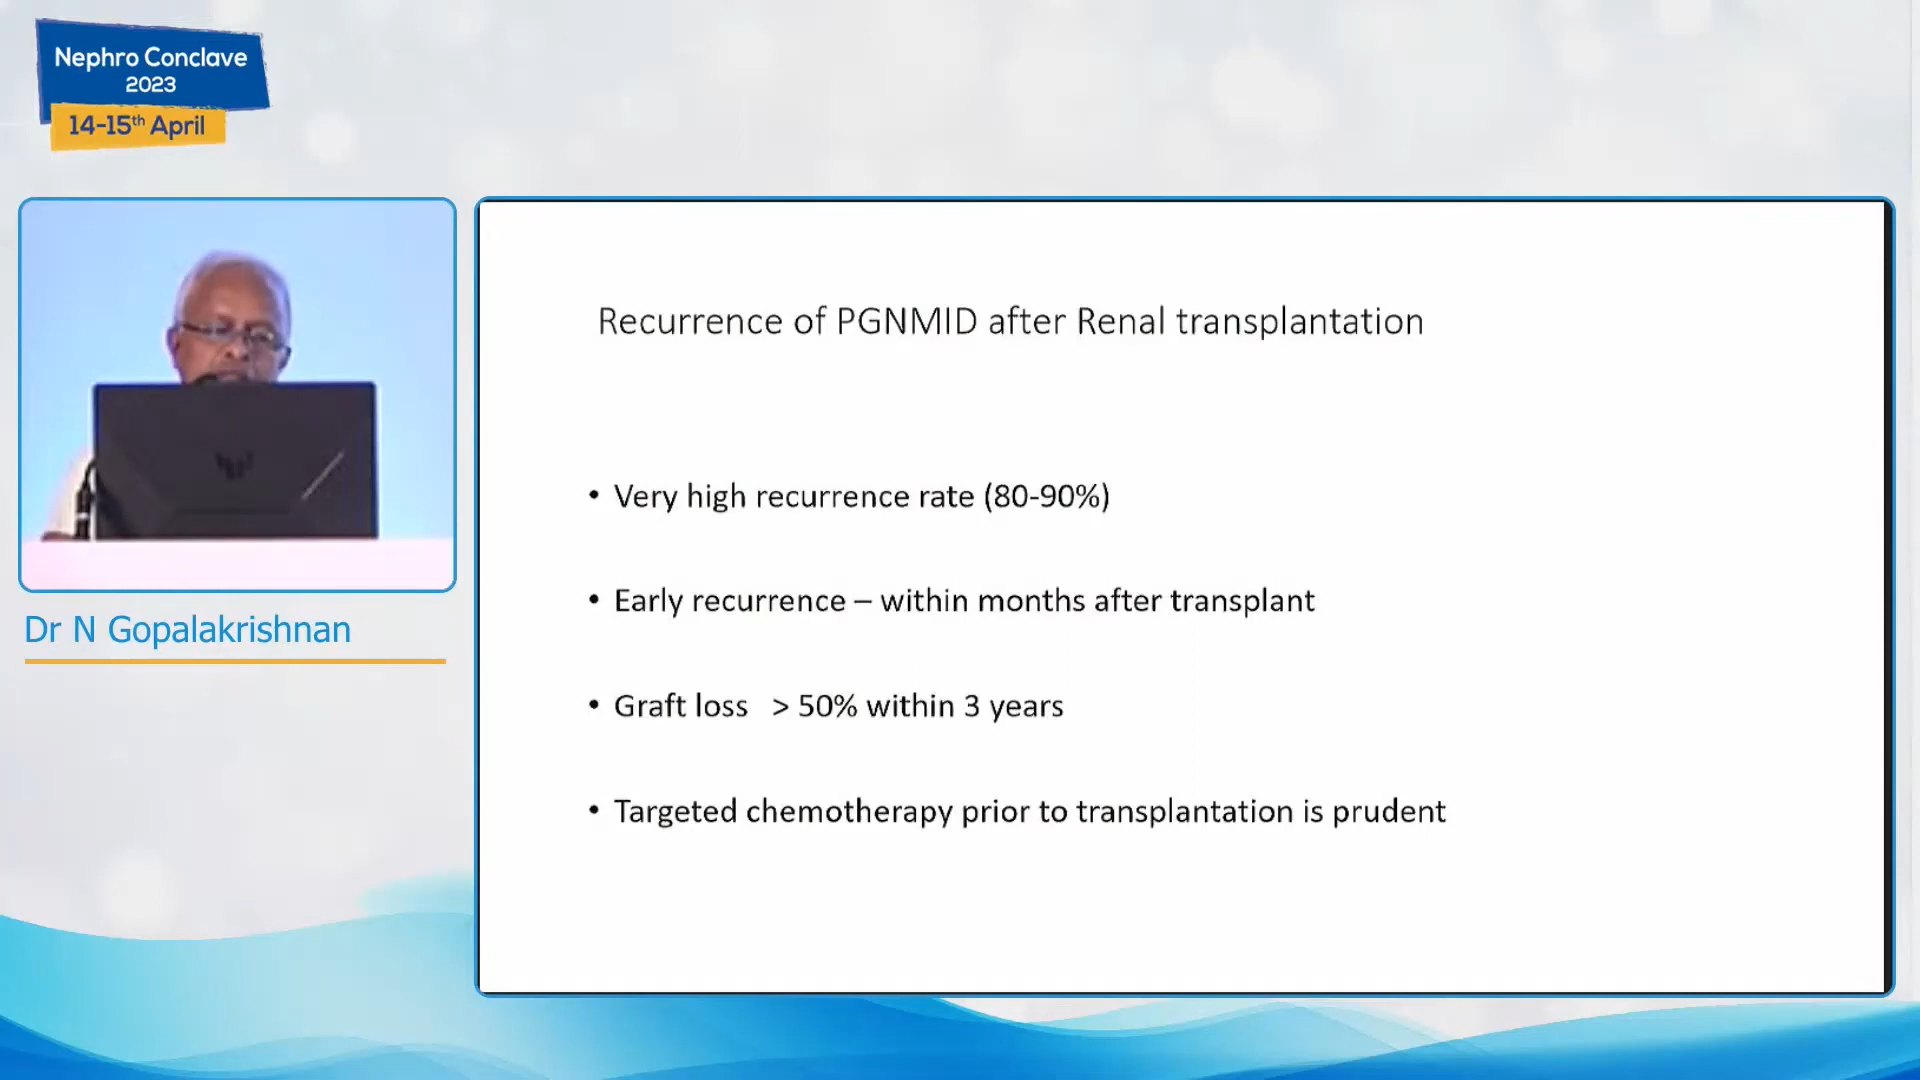 Nephro Conclave
2023
14-15th April
Dr N Gopalakrishnan
Recurrence of PGNMID after Renal transplantation
• Very high recurrence rate (80-90%)
• Early recurrence – within months after transplant
• Graft loss > 50% within 3 years
• Targeted chemotherapy prior to transplantation is prudent